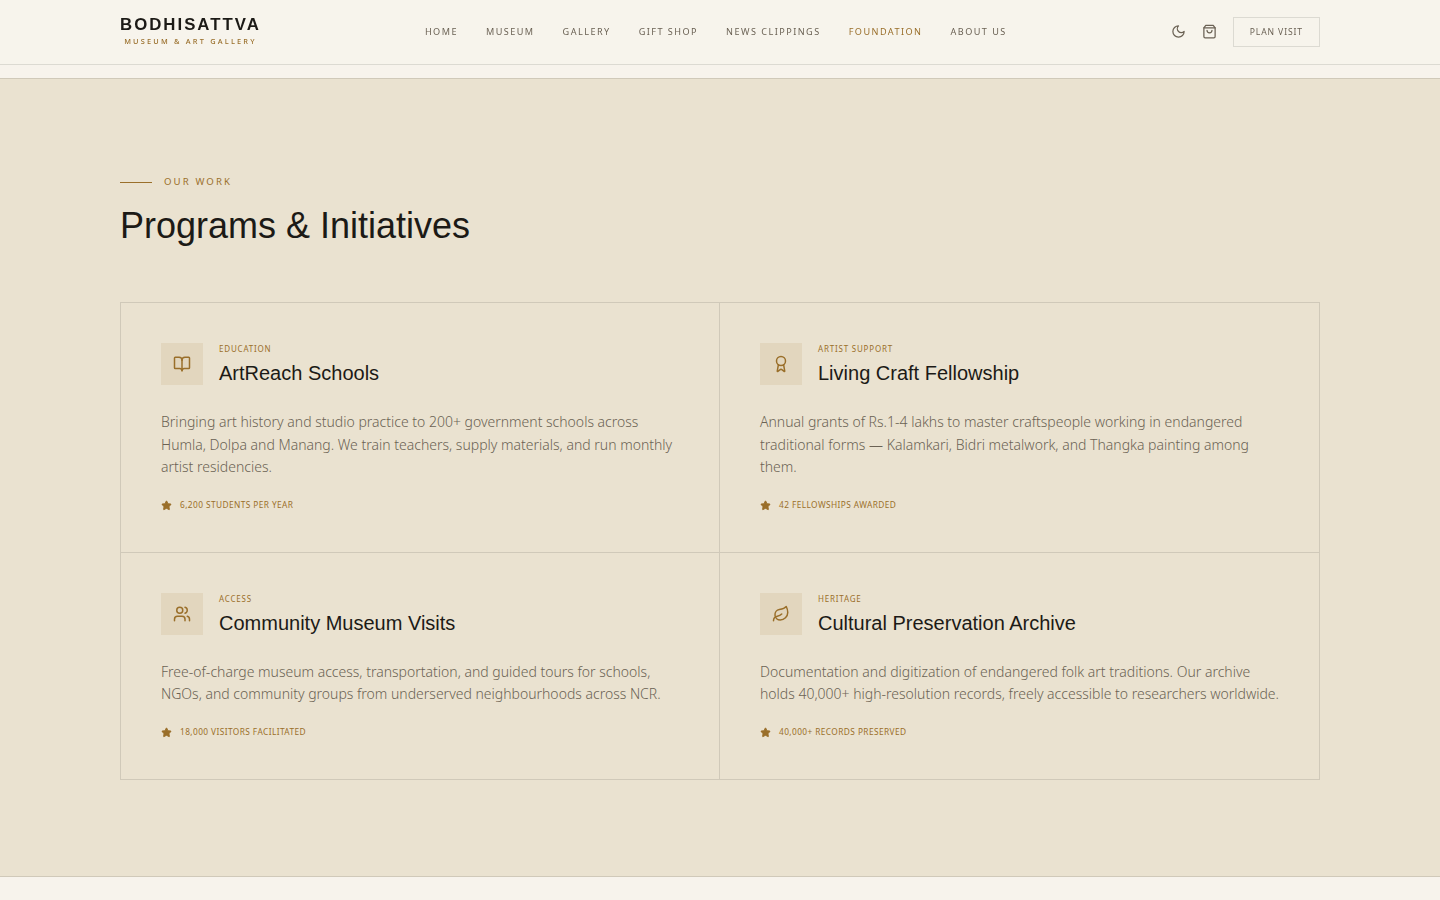 BODHISATTVA
MUSEUM & ART GALLERY
HOME
MUSEUM
GALLERY
GIFT SHOP
NEWS CLIPPINGS
FOUNDATION
ABOUT US
PLAN VISIT
OUR WORK
Programs & Initiatives
EDUCATION
ArtReach Schools
Bringing art history and studio practice to 200+ government schools across
Humla, Dolpa and Manang. We train teachers, supply materials, and run monthly
artist residencies.
6,200 STUDENTS PER YEAR
ARTIST SUPPORT
Living Craft Fellowship
Annual grants of Rs.1-4 lakhs to master craftspeople working in endangered
traditional forms — Kalamkari, Bidri metalwork, and Thangka painting among
them.
42 FELLOWSHIPS AWARDED
ACCESS
Community Museum Visits
Free-of-charge museum access, transportation, and guided tours for schools,
NGOs, and community groups from underserved neighbourhoods across NCR.
18,000 VISITORS FACILITATED
HERITAGE
Cultural Preservation Archive
Documentation and digitization of endangered folk art traditions. Our archive
holds 40,000+ high-resolution records, freely accessible to researchers worldwide.
40,000+ RECORDS PRESERVED